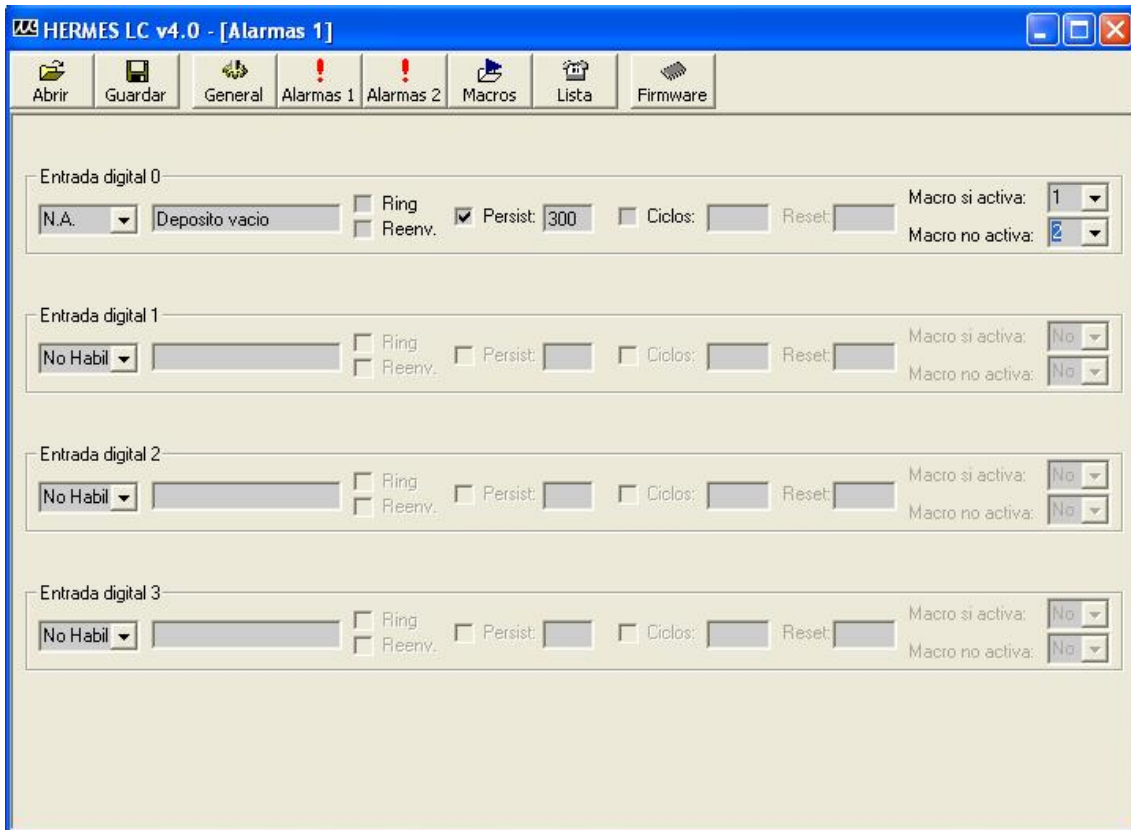 HERMES LC v4.0 - [Alarmas 1]
Abrir Guardar General Alarmas 1 Alarmas 2 Macros Lista Firmware
Entrada digital 0
N.A. Deposito vacio Ring Reenv. Persist: 300 Ciclos: Reset: Macro si activa: 1
Macro no activa: 2
Entrada digital 1
No Habil Ring Reenv. Persist: Ciclos: Reset: Macro si activa: No
Macro no activa: No
Entrada digital 2
No Habil Ring Reenv. Persist: Ciclos: Reset: Macro si activa: No
Macro no activa: No
Entrada digital 3
No Habil Ring Reenv. Persist: Ciclos: Reset: Macro si activa: No
Macro no activa: No